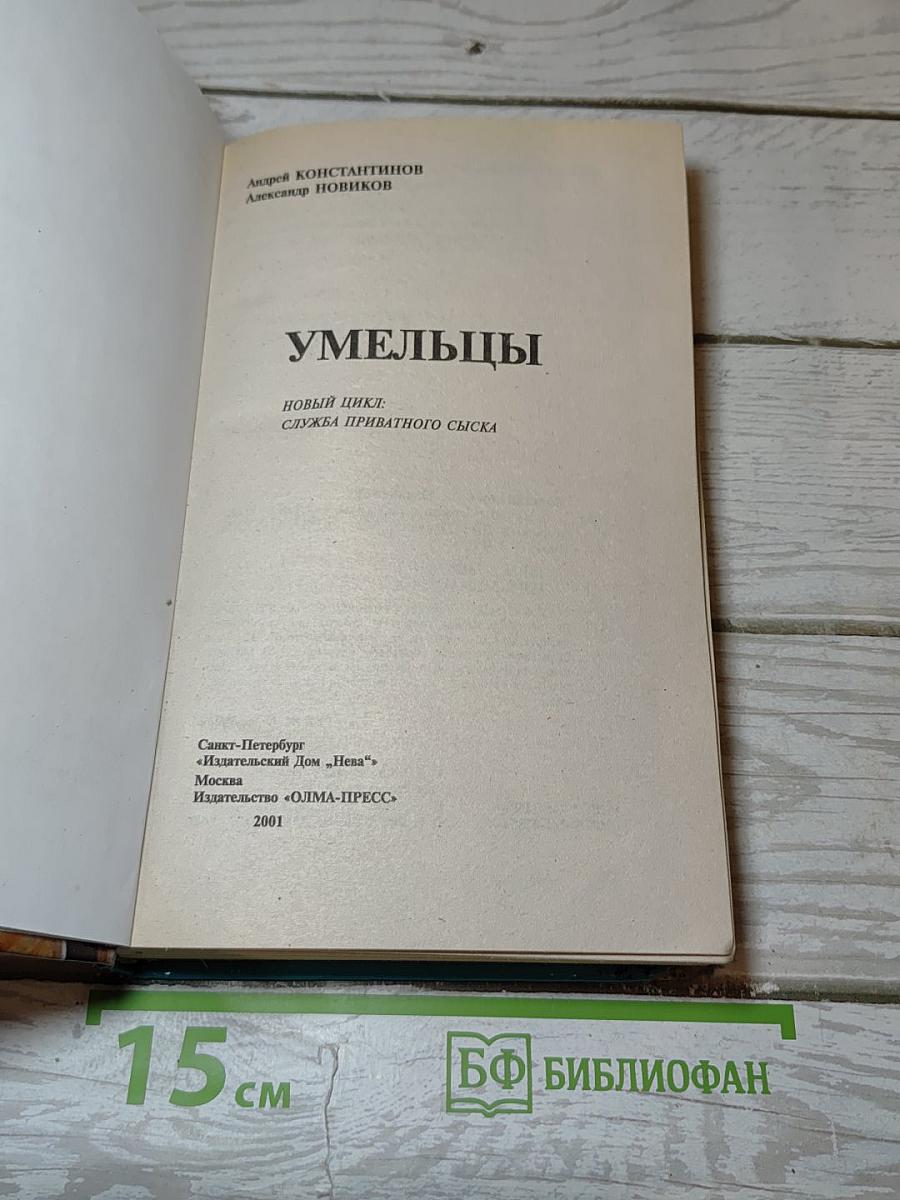 Андрей КОНСТАНТИНОВ
Александр НОВИКОВ
УМЕЛЬЦЫ
НОВЫЙ ЦИКЛ:
СЛУЖБА ПРИВАТНОГО СЫСКА
Санкт-Петербург
«Издательский Дом „Нева“»
Москва
Издательство «ОЛМА-ПРЕСС»
2001
15 см
БФ БИБЛИОФАН